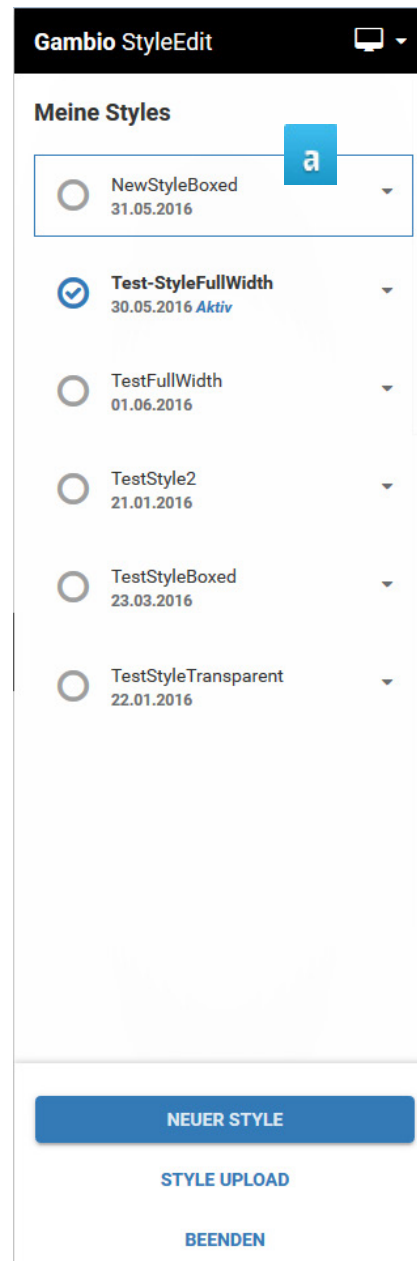 Gambio StyleEdit
Meine Styles
a
NewStyleBoxed
31.05.2016
Test-StyleFullWidth
30.05.2016 Aktiv
TestFullWidth
01.06.2016
TestStyle2
21.01.2016
TestStyleBoxed
23.03.2016
TestStyleTransparent
22.01.2016
NEUER STYLE
STYLE UPLOAD
BEENDEN